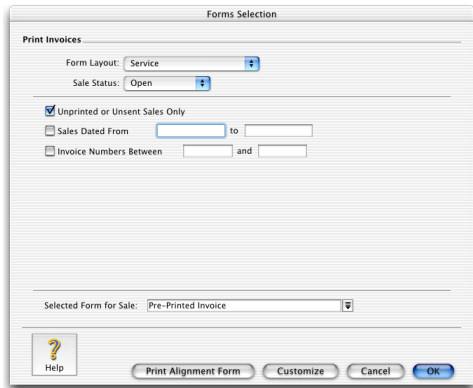 Forms Selection
Print Invoices
Form Layout: Service
Sale Status: Open
Unprinted or Unsent Sales Only
Sales Dated From to
Invoice Numbers Between and
Selected Form for Sale: Pre-Printed Invoice
?
Help
Print Alignment Form Customize Cancel OK